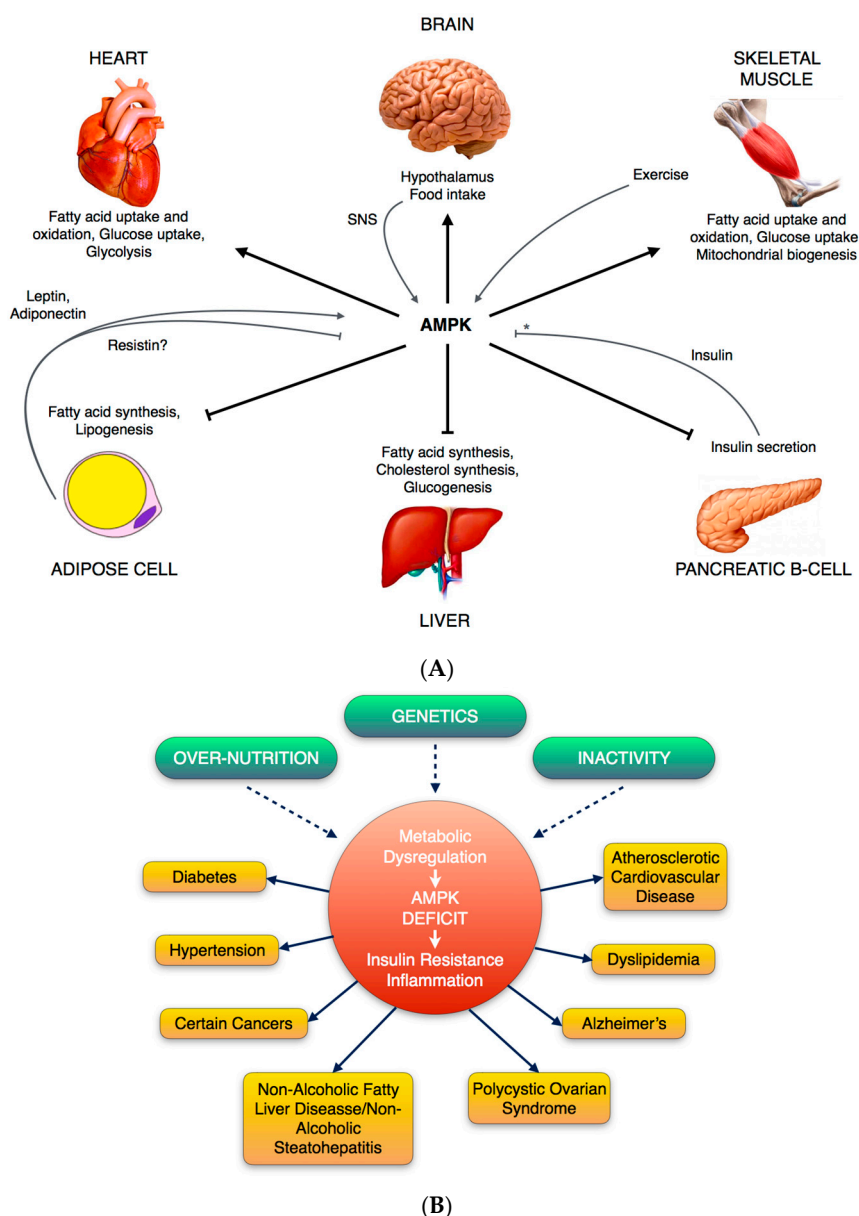 BRAIN
HEART
SKELETAL
MUSCLE
Hypothalamus
Food intake
SNS
Exercise
Fatty acid uptake and
oxidation, Glucose uptake,
Glycolysis
Fatty acid uptake and
oxidation, Glucose uptake
Mitochondrial biogenesis
Leptin,
Adiponectin
Resistin?
AMPK
*
Insulin
Fatty acid synthesis,
Lipogenesis
Fatty acid synthesis,
Cholesterol synthesis,
Glucogenesis
Insulin secretion
ADIPOSE CELL
LIVER
PANCREATIC B-CELL
(A)
GENETICS
OVER-NUTRITION
INACTIVITY
Metabolic
Dysregulation
AMPK
DEFICIT
Insulin Resistance
Inflammation
Diabetes
Hypertension
Certain Cancers
Non-Alcoholic Fatty
Liver Diseasse/Non-
Alcoholic
Steatohepatitis
Atherosclerotic
Cardiovascular
Disease
Dyslipidemia
Alzheimer's
Polycystic Ovarian
Syndrome
(B)